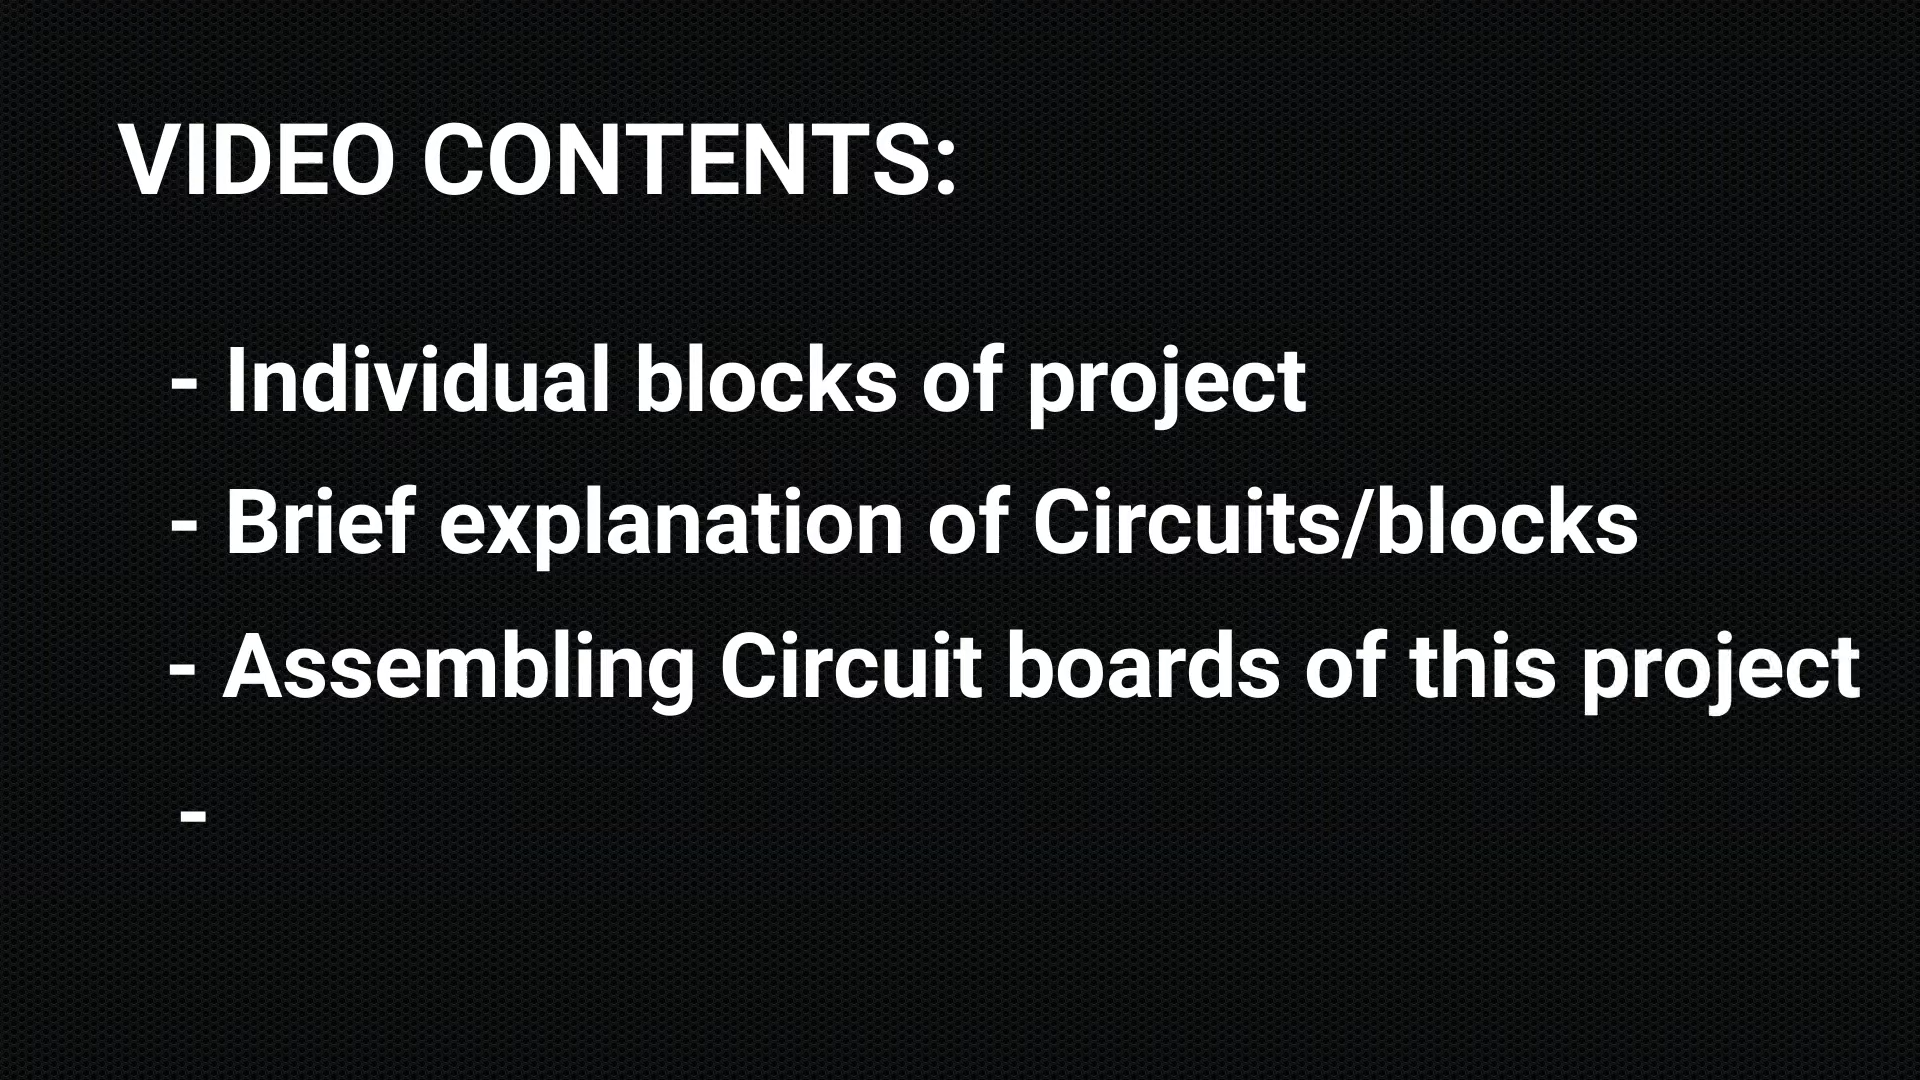 VIDEO CONTENTS:
- Individual blocks of project
- Brief explanation of Circuits/blocks
- Assembling Circuit boards of this project
-